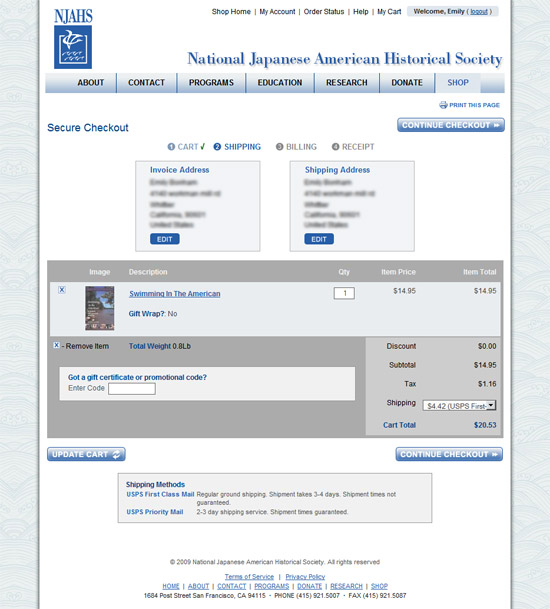 NJAHS
Shop Home | My Account | Order Status | Help | My Cart
Welcome, Emily ( logout )
National Japanese American Historical Society
ABOUT CONTACT PROGRAMS EDUCATION RESEARCH DONATE SHOP
PRINT THIS PAGE
Secure Checkout
CONTINUE CHECKOUT
1 CART 2 SHIPPING 3 BILLING 4 RECEIPT
Invoice Address
EDIT
Shipping Address
EDIT
Image Description Qty Item Price Item Total
X Swimming In The American 1 $14.95 $14.95
Gift Wrap?: No
X - Remove Item Total Weight 0.8Lb
Discount $0.00
Subtotal $14.95
Tax $1.16
Shipping $4.42 (USPS First-
Cart Total $20.53
Got a gift certificate or promotional code?
Enter Code
UPDATE CART
CONTINUE CHECKOUT
Shipping Methods
USPS First Class Mail Regular ground shipping. Shipment takes 3-4 days. Shipment times not
guaranteed.
USPS Priority Mail 2-3 day shipping service. Shipment times guaranteed.
© 2009 National Japanese American Historical Society. All rights reserved
Terms of Service | Privacy Policy
HOME | ABOUT | CONTACT | PROGRAMS | DONATE | RESEARCH | SHOP
1684 Post Street San Francisco, CA 94115 · PHONE (415) 921.5007 · FAX (415) 921.5087